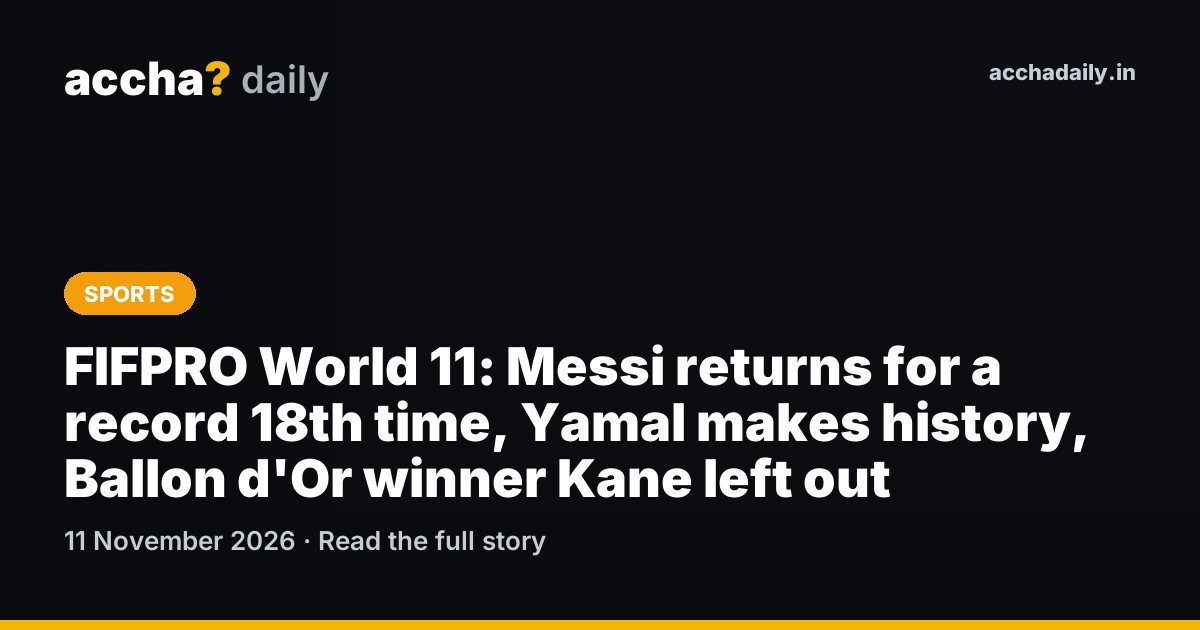 accha? daily
acchadaily.in
SPORTS
FIFPRO World 11: Messi returns for a
record 18th time, Yamal makes history,
Ballon d'Or winner Kane left out
11 November 2026 · Read the full story